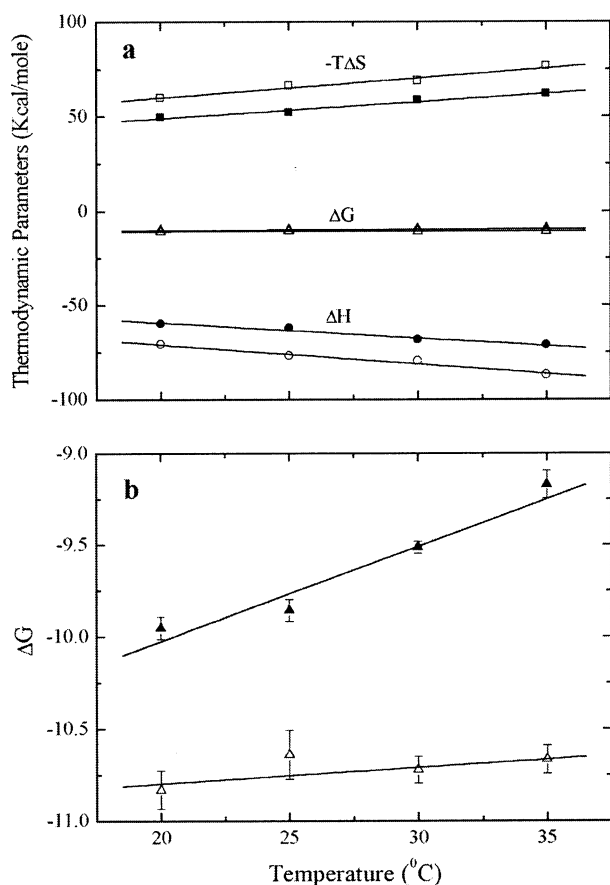 a
-TΔS
ΔG
ΔH
100
50
0
-50
-100
Thermodynamic Parameters (Kcal/mole)
b
-9.0
-9.5
-10.0
-10.5
-11.0
ΔG
20 25 30 35
Temperature (⁰C)